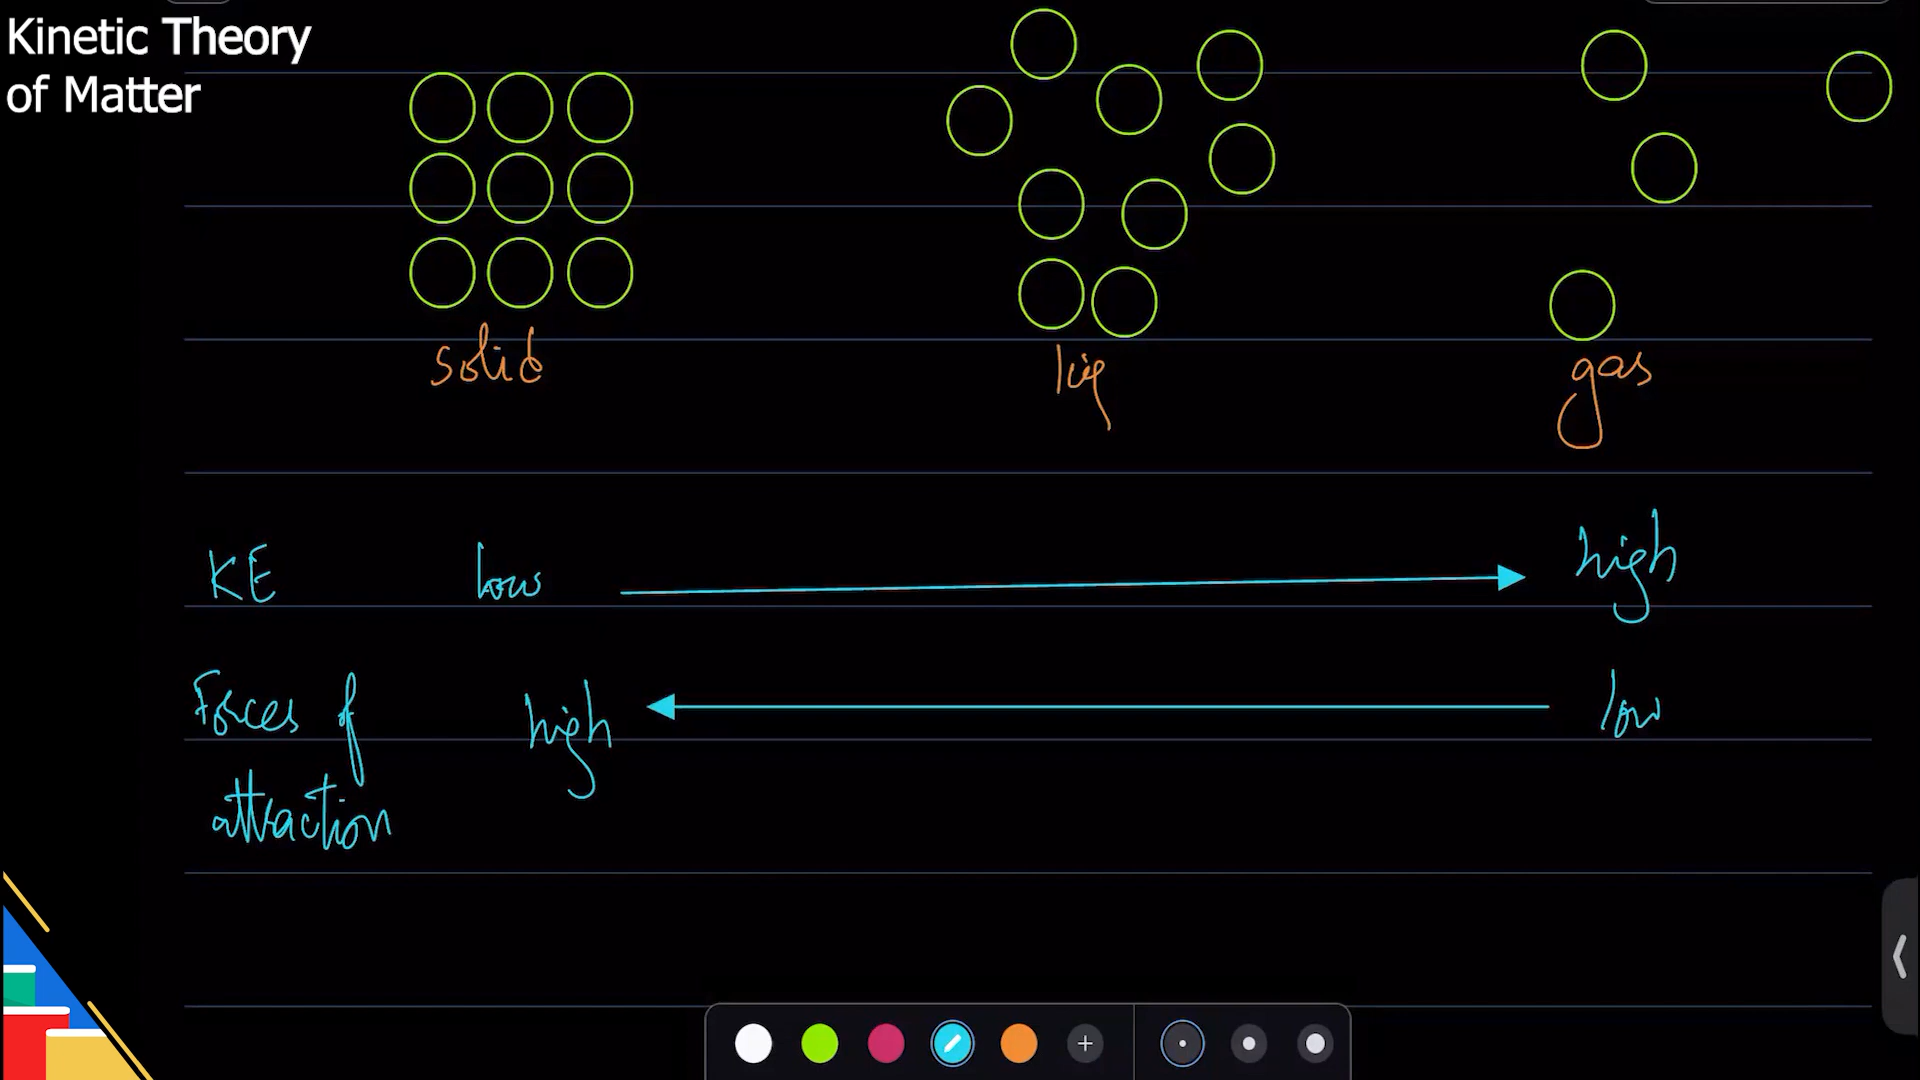 Kinetic Theory
of Matter
solid liq gas
KE low high
Forces of high low
attraction